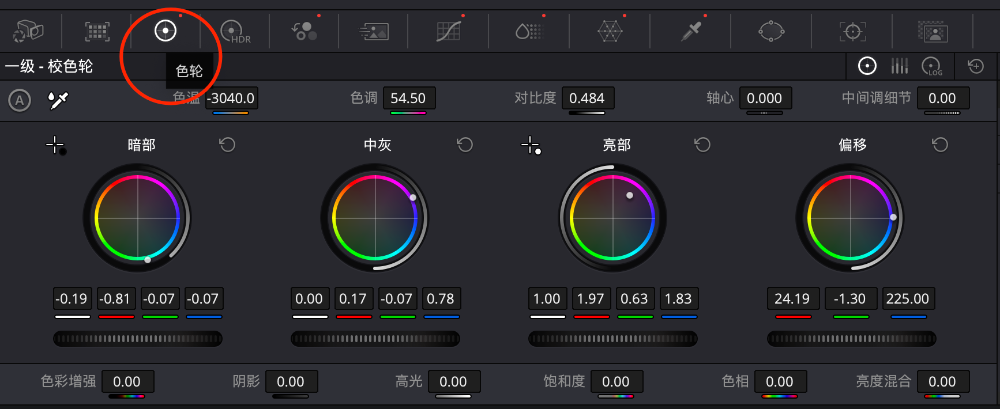 HDR
一级 - 校色轮
色轮
LOG
A
色温 -3040.0 色调 54.50 对比度 0.484 轴心 0.000 中间调细节 0.00
暗部 中灰 亮部 偏移
-0.19 -0.81 -0.07 -0.07 0.00 0.17 -0.07 0.78 1.00 1.97 0.63 1.83 24.19 -1.30 225.00
色彩增强 0.00 阴影 0.00 高光 0.00 饱和度 0.00 色相 0.00 亮度混合 0.00